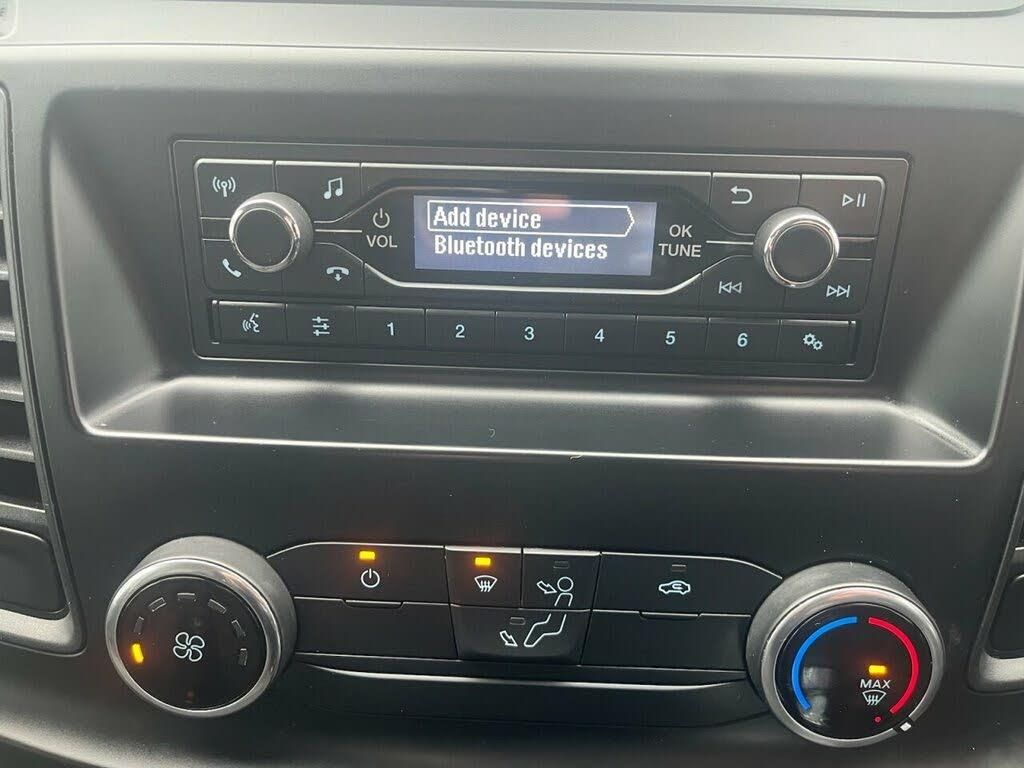 Add device
Bluetooth devices
VOL
OK
TUNE
1 2 3 4 5 6
MAX